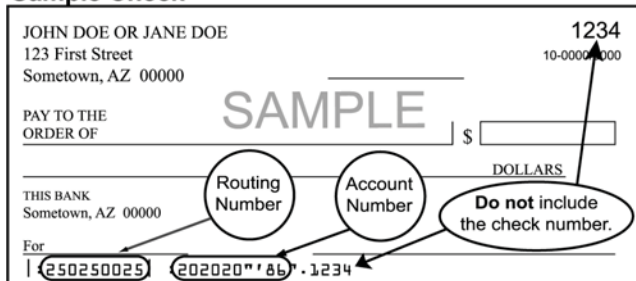 JOHN DOE OR JANE DOE
1234
123 First Street
Sometown, AZ 00000
SAMPLE
PAY TO THE
ORDER OF
$
DOLLARS
THIS BANK
Sometown, AZ 00000
Routing
Number
Account
Number
Do not include
the check number.
For
|:250250025| :202020"'86".1234